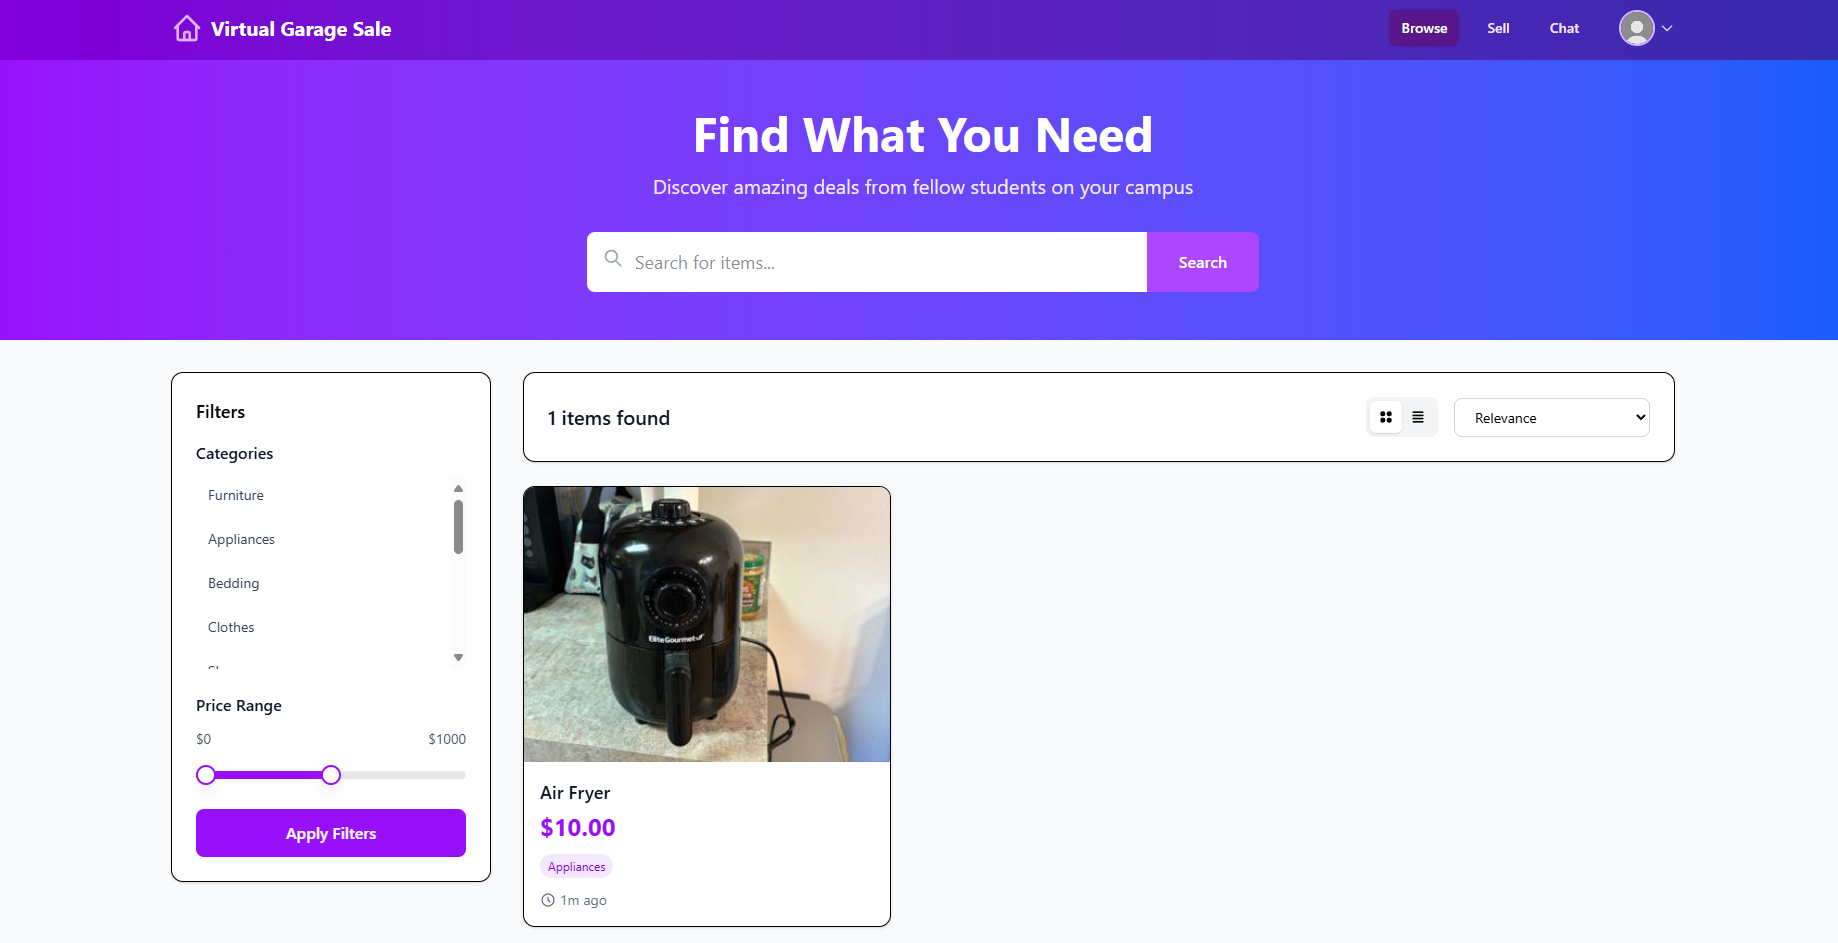 Virtual Garage Sale
Browse
Sell
Chat
Find What You Need
Discover amazing deals from fellow students on your campus
Search for items...
Search
Filters
Categories
Furniture
Appliances
Bedding
Clothes
Price Range
$0
$1000
Apply Filters
1 items found
Relevance
Elite Gourmet
Air Fryer
$10.00
Appliances
1m ago